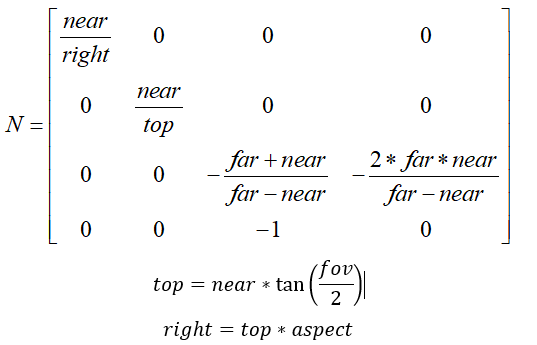 N = [ near/right 0 0 0
0 near/top 0 0
0 0 −(far + near)/(far − near) −(2 * far * near)/(far − near)
0 0 −1 0 ]
top = near * tan(fov/2)
right = top * aspect